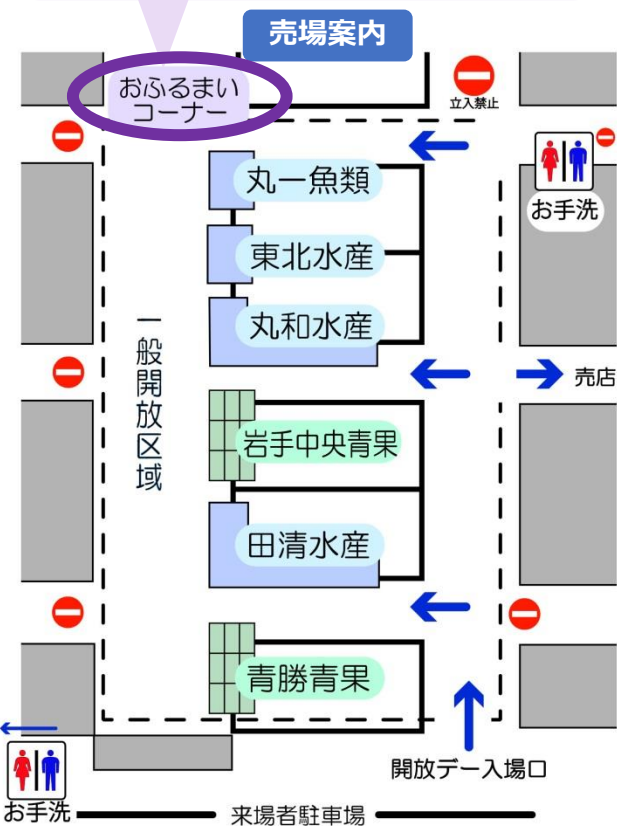 売場案内
おふるまい
コーナー
立入禁止
丸一魚類
お手洗
東北水産
丸和水産
一般開放区域
売店
岩手中央青果
田清水産
青勝青果
開放デー入場口
お手洗
来場者駐車場